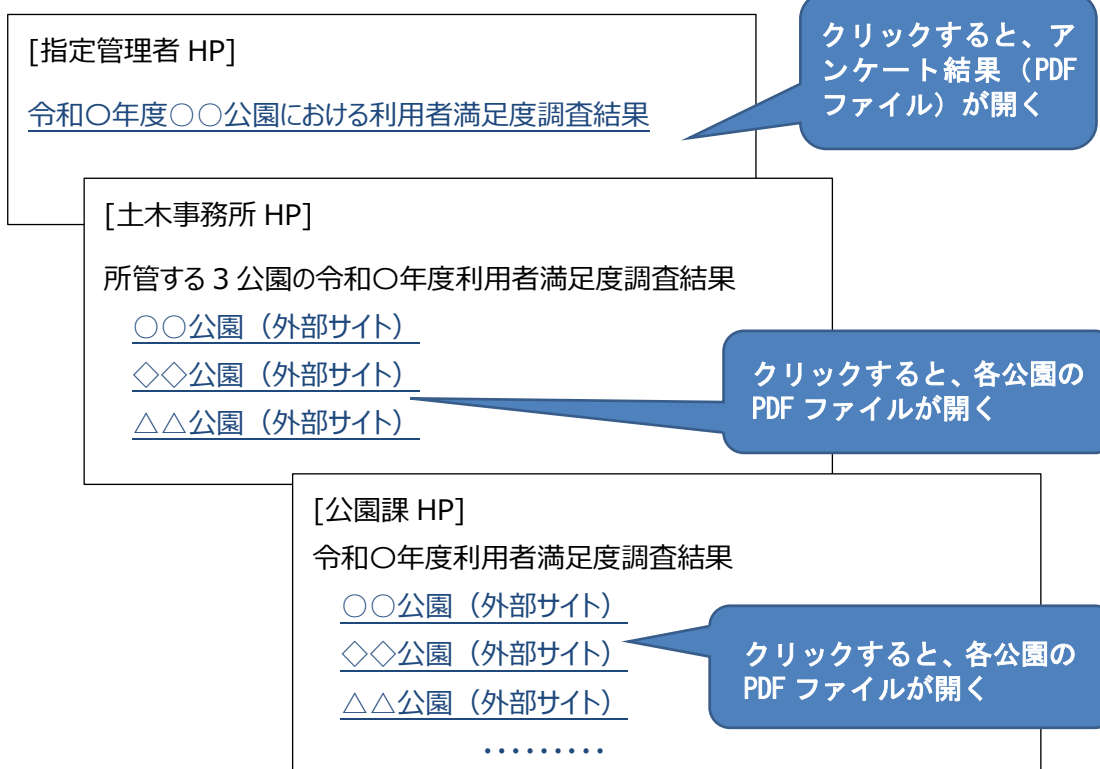 [指定管理者 HP]
令和〇年度○○公園における利用者満足度調査結果
クリックすると、ア
ンケート結果（PDF
ファイル）が開く
[土木事務所 HP]
所管する３公園の令和〇年度利用者満足度調査結果
○○公園（外部サイト）
◇◇公園（外部サイト）
△△公園（外部サイト）
クリックすると、各公園の
PDF ファイルが開く
[公園課 HP]
令和〇年度利用者満足度調査結果
○○公園（外部サイト）
◇◇公園（外部サイト）
△△公園（外部サイト）
・・・・・・・・・
クリックすると、各公園の
PDF ファイルが開く